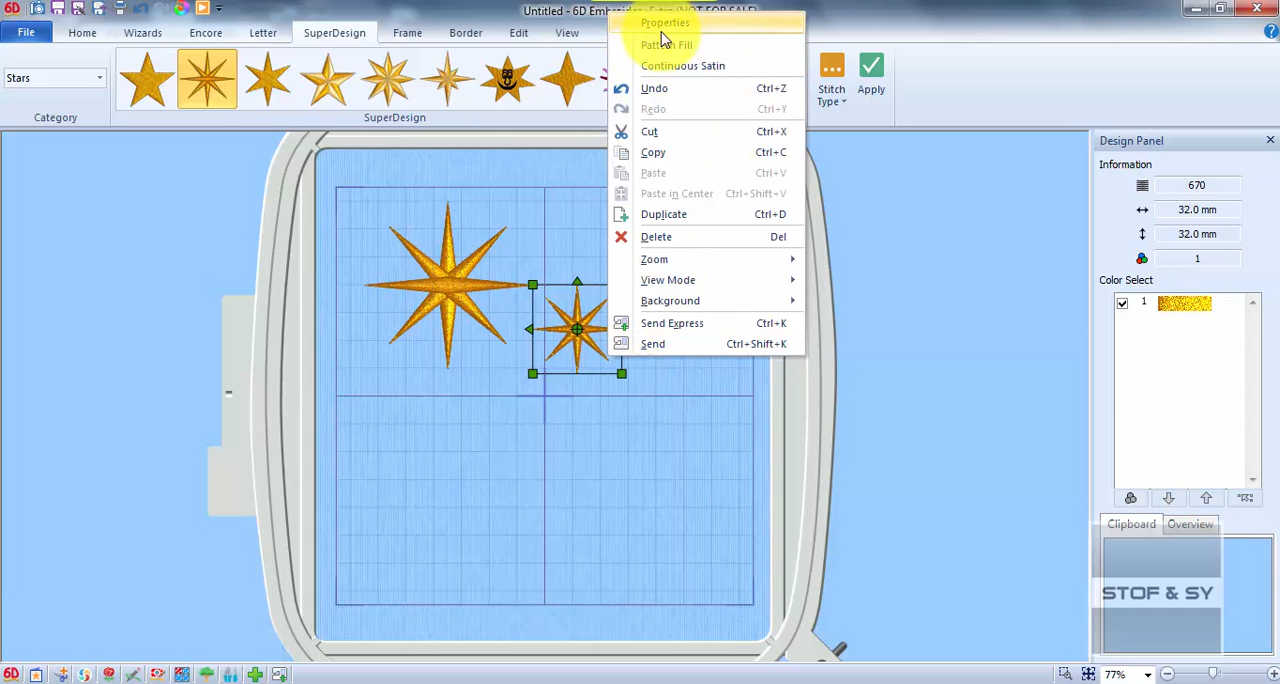 6D
Untitled - 6D Embroidery Extra (NOT FOR SALE)
File
Home
Wizards
Encore
Letter
SuperDesign
Frame
Border
Edit
View
Stars
Category
SuperDesign
Stitch
Type
Apply
Properties
Pattern Fill
Continuous Satin
Undo Ctrl+Z
Redo Ctrl+Y
Cut Ctrl+X
Copy Ctrl+C
Paste Ctrl+V
Paste in Center Ctrl+Shift+V
Duplicate Ctrl+D
Delete Del
Zoom
View Mode
Background
Send Express Ctrl+K
Send Ctrl+Shift+K
Design Panel
Information
670
32.0 mm
32.0 mm
1
Color Select
1
Clipboard
Overview
STOF & SY
6D
77%